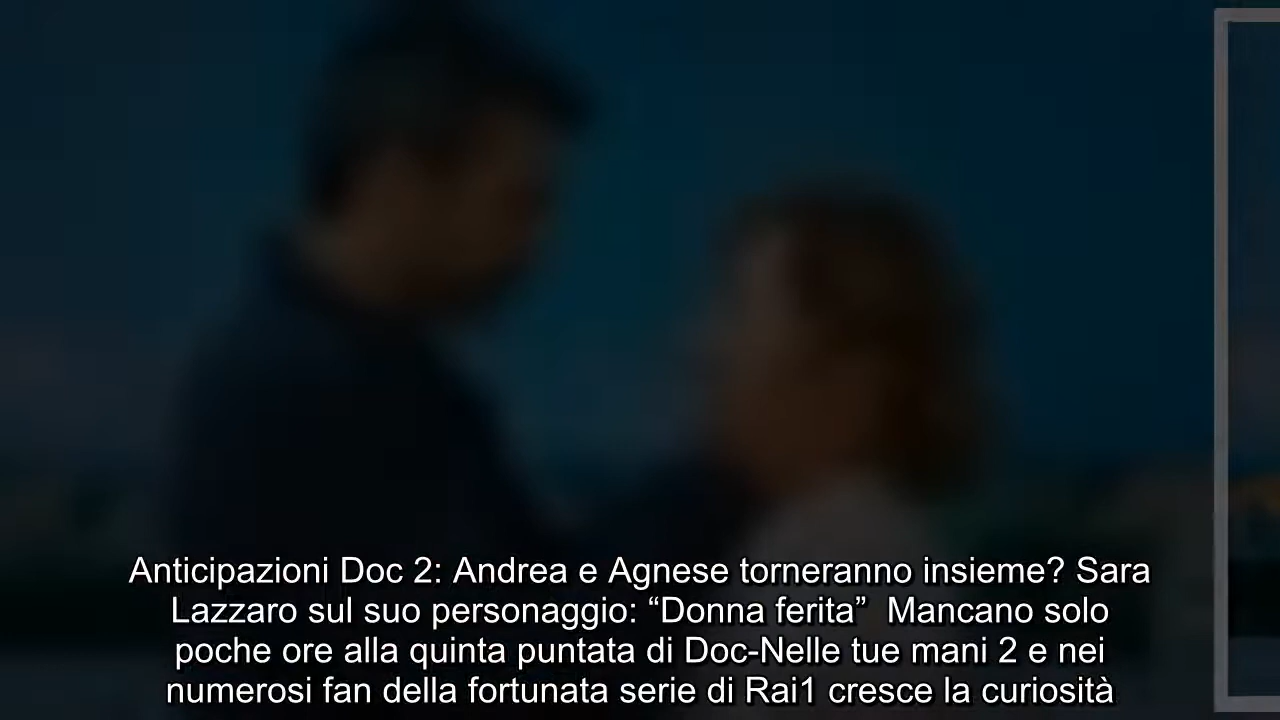 Anticipazioni Doc 2: Andrea e Agnese torneranno insieme? Sara
Lazzaro sul suo personaggio: “Donna ferita”  Mancano solo
poche ore alla quinta puntata di Doc-Nelle tue mani 2 e nei
numerosi fan della fortunata serie di Rai1 cresce la curiosità